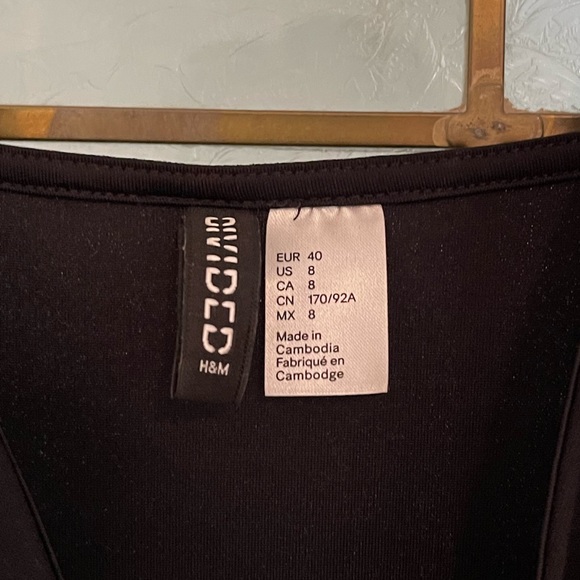 DIVIDED
H&M
EUR 40
US 8
CA 8
CN 170/92A
MX 8
Made in
Cambodia
Fabriqué en
Cambodge